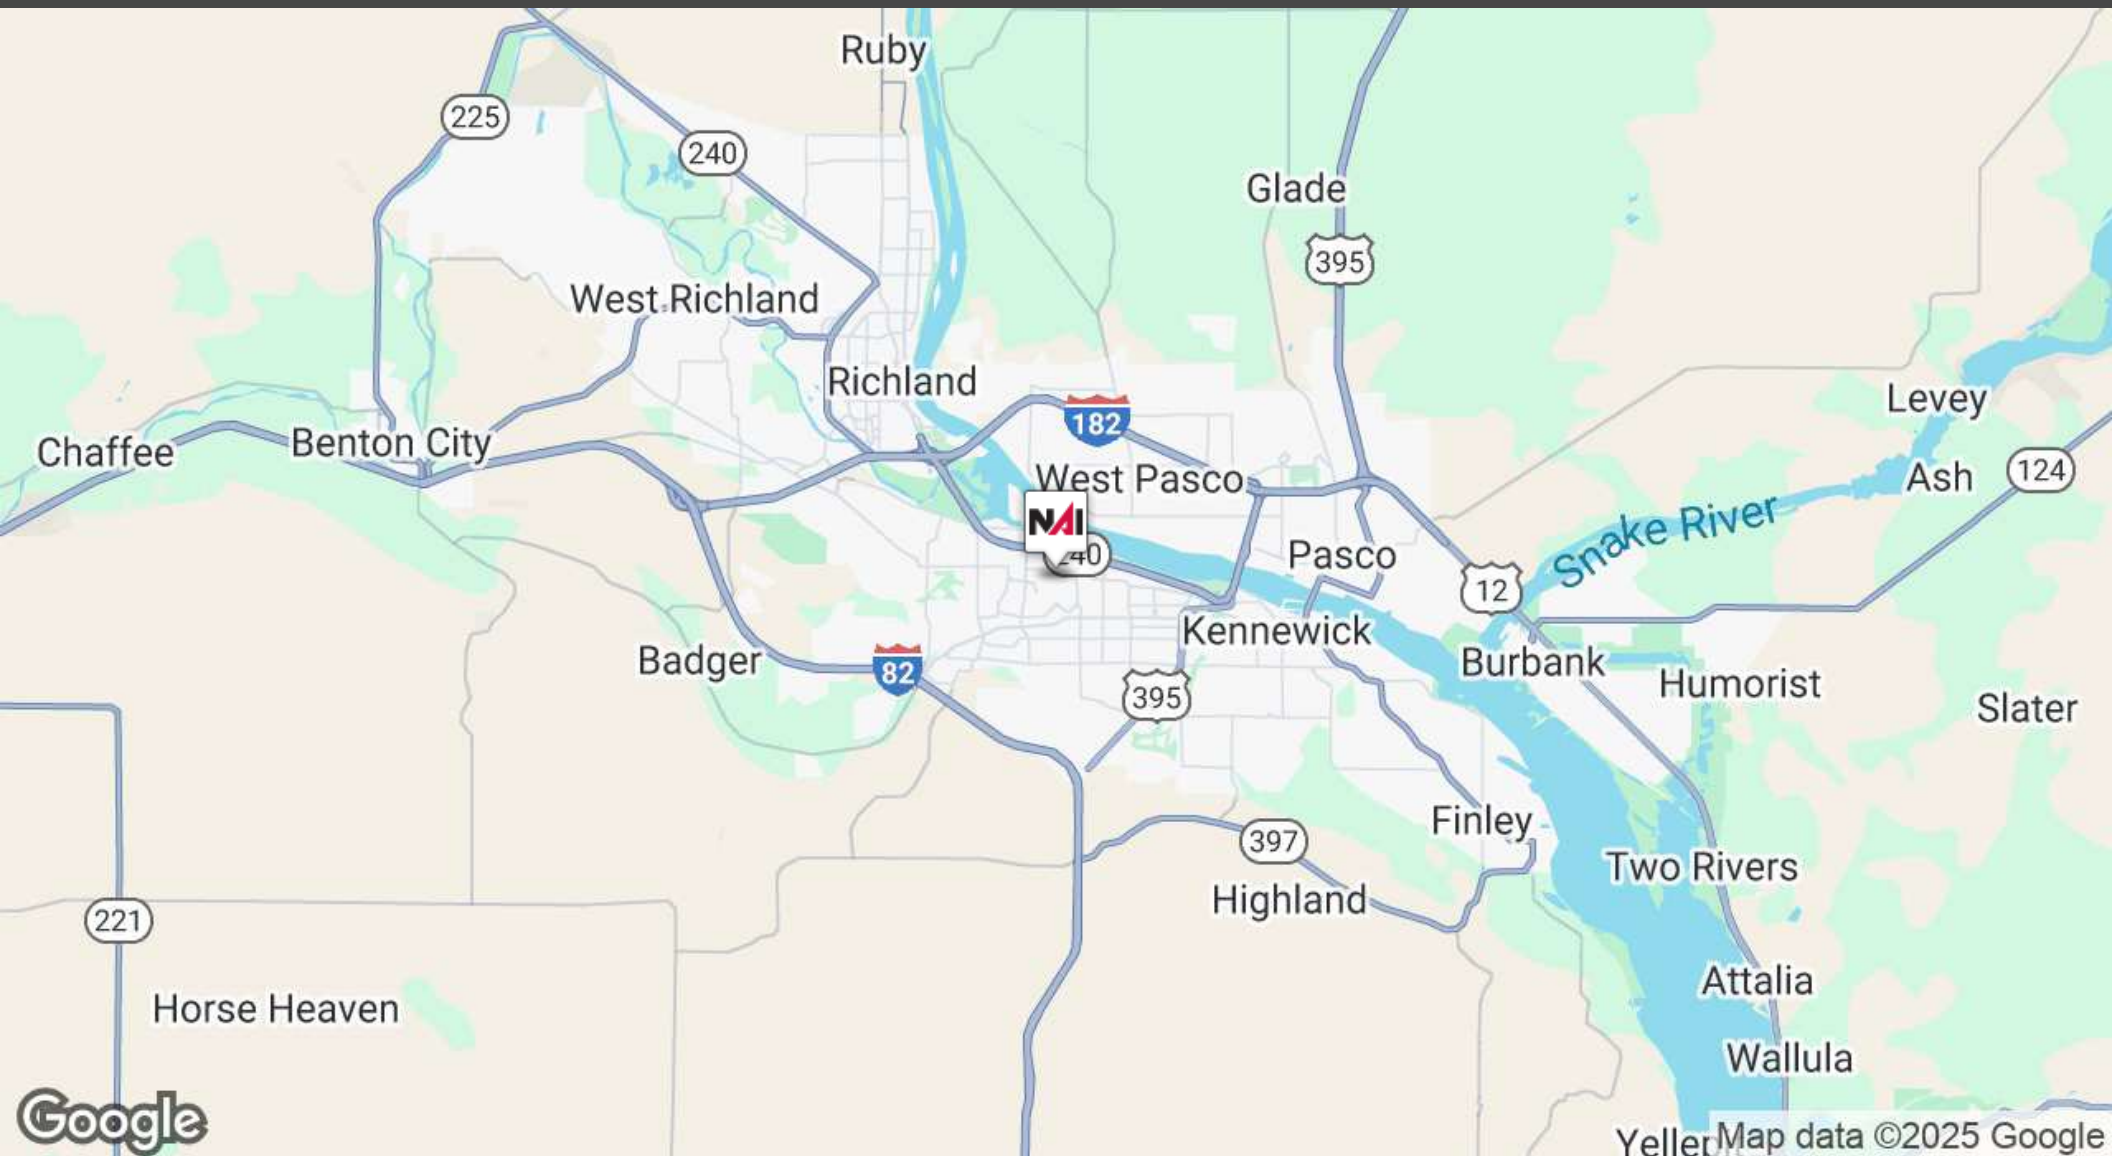 Ruby
225
240
Glade
395
West Richland
Richland
182
Levey
Chaffee
Benton City
West Pasco
Ash
124
NAI
Snake River
40
Pasco
12
Kennewick
Badger
82
Burbank
Humorist
395
Slater
Finley
397
Two Rivers
Highland
221
Attalia
Horse Heaven
Wallula
Google
Map data ©2025 Google